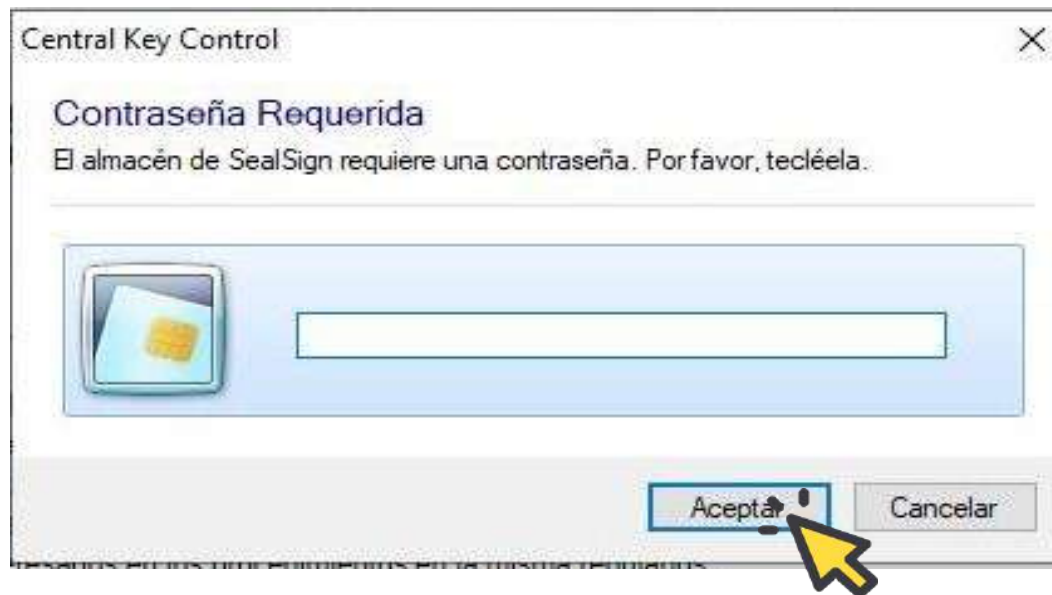 Central Key Control
Contraseña Requerida
El almacén de SealSign requiere una contraseña. Por favor, tecléela.
Aceptar
Cancelar